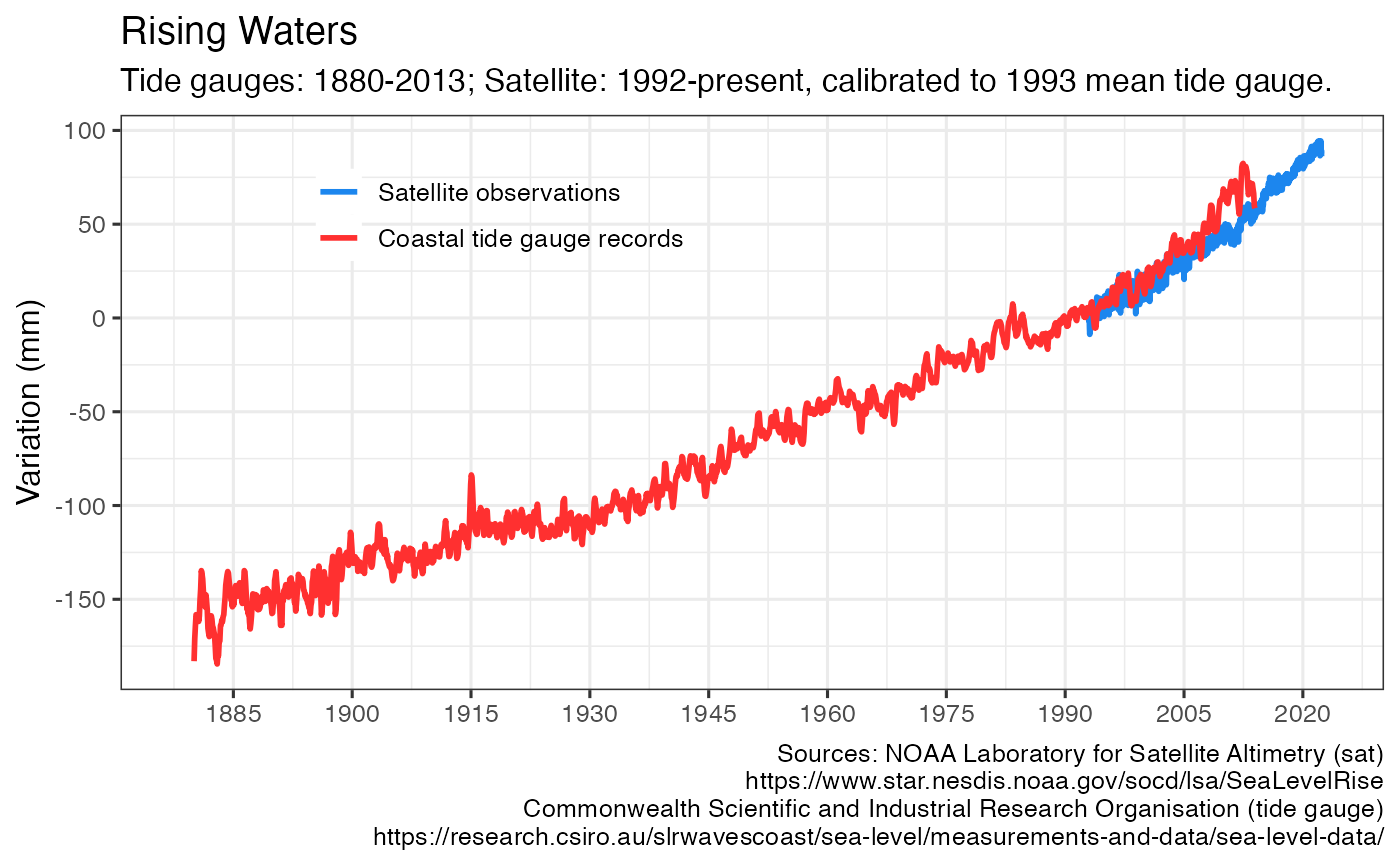 Rising Waters
Tide gauges: 1880-2013; Satellite: 1992-present, calibrated to 1993 mean tide gauge.
100
50
0
-50
-100
-150
Variation (mm)
Satellite observations
Coastal tide gauge records
1885 1900 1915 1930 1945 1960 1975 1990 2005 2020
Sources: NOAA Laboratory for Satellite Altimetry (sat)
https://www.star.nesdis.noaa.gov/socd/lsa/SeaLevelRise
Commonwealth Scientific and Industrial Research Organisation (tide gauge)
https://research.csiro.au/slrwavescoast/sea-level/measurements-and-data/sea-level-data/